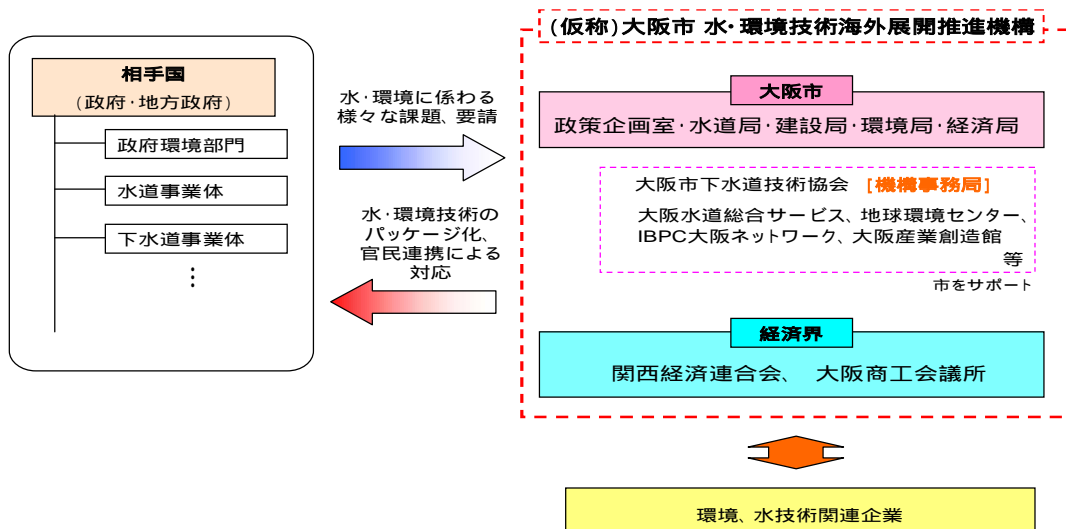 (仮称)大阪市 水・環境技術海外展開推進機構
相手国
(政府・地方政府)
政府環境部門
水道事業体
下水道事業体
⋮
水・環境に係わる
様々な課題、要請
水・環境技術の
パッケージ化、
官民連携による
対応
大阪市
政策企画室・水道局・建設局・環境局・経済局
大阪市下水道技術協会 [機構事務局]
大阪水道総合サービス、地球環境センター、
IBPC大阪ネットワーク、大阪産業創造館
等
市をサポート
経済界
関西経済連合会、 大阪商工会議所
環境、水技術関連企業